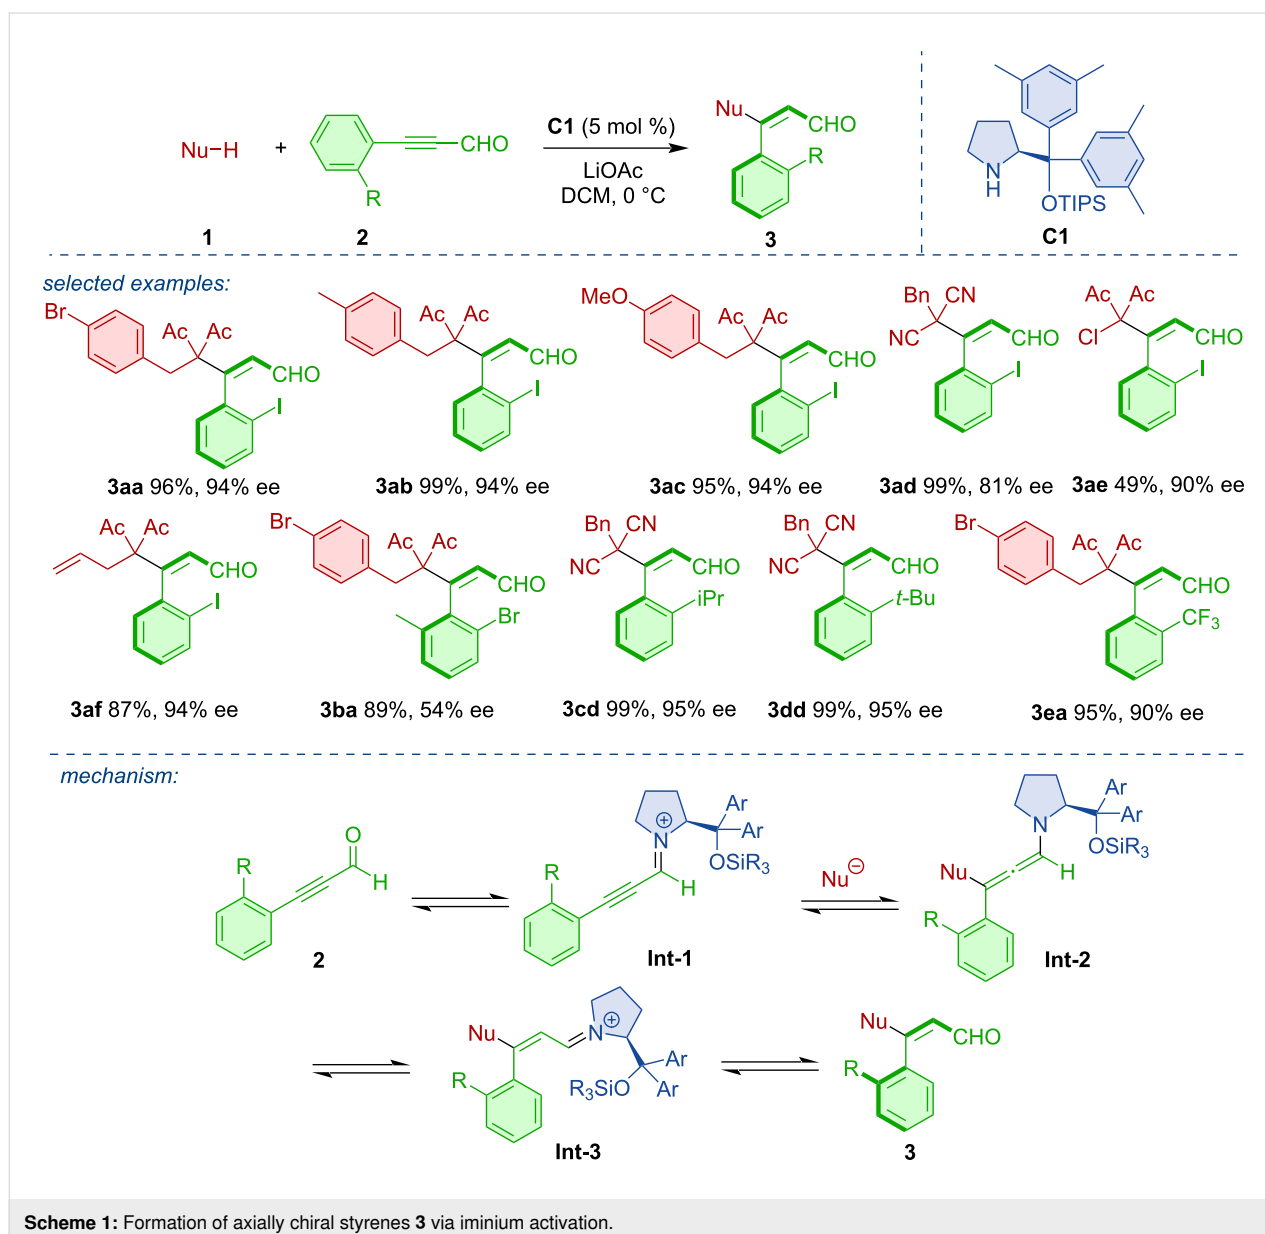 Nu–H
+
CHO
R
C1 (5 mol %)
LiOAc
DCM, 0 °C
Nu
CHO
R
N
H
OTIPS
1
2
3
C1
selected examples:
Br
Ac Ac
CHO
I
3aa 96%, 94% ee
Ac Ac
CHO
I
3ab 99%, 94% ee
MeO
Ac Ac
CHO
I
3ac 95%, 94% ee
Bn CN
NC
CHO
I
3ad 99%, 81% ee
Ac Ac
Cl
CHO
I
3ae 49%, 90% ee
Ac Ac
CHO
I
3af 87%, 94% ee
Br
Ac Ac
CHO
Br
3ba 89%, 54% ee
Bn CN
NC
CHO
iPr
3cd 99%, 95% ee
Bn CN
NC
CHO
t-Bu
3dd 99%, 95% ee
Br
Ac Ac
CHO
CF3
3ea 95%, 90% ee
mechanism:
O
R
H
2
+
N
Ar
Ar
OSiR3
R
H
Int-1
Nu−
N
Ar
Ar
OSiR3
Nu
H
R
Int-2
Nu
N
+
R
R3SiO
Ar
Ar
Int-3
Nu
CHO
R
3
Scheme 1: Formation of axially chiral styrenes 3 via iminium activation.